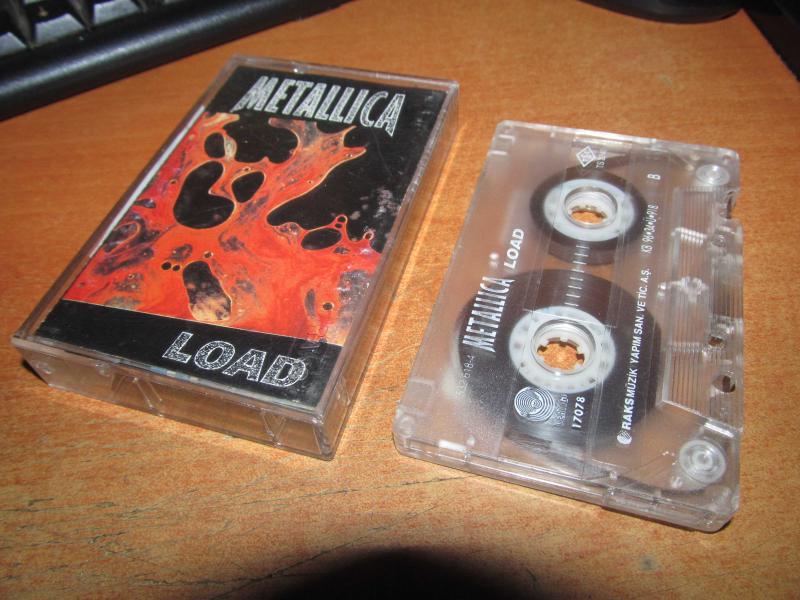 METALLICA
LOAD
B
METALLICA
LOAD
17078
RAKS MÜZİK YAPIM SAN. VE TİC. A.Ş.